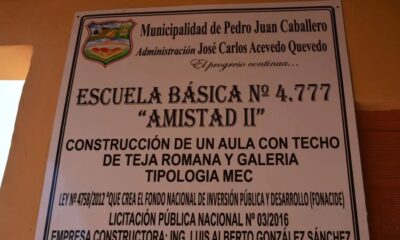 Municipalidad de Pedro Juan Caballero
Administración José Carlos Acevedo Quevedo
El progreso continua...
ESCUELA BÁSICA Nº 4.777
“AMISTAD II”
CONSTRUCCIÓN DE UN AULA CON TECHO
DE TEJA ROMANA Y GALERIA
TIPOLOGIA MEC
LEY Nº 4758/2012 “QUE CREA EL FONDO NACIONAL DE INVERSIÓN PÚBLICA Y DESARROLLO (FONACIDE)
LICITACIÓN PÚBLICA NACIONAL Nº 03/2016
EMPRESA CONSTRUCTORA: ING. LUIS ALBERTO GONZÁLEZ SÁNCHEZ